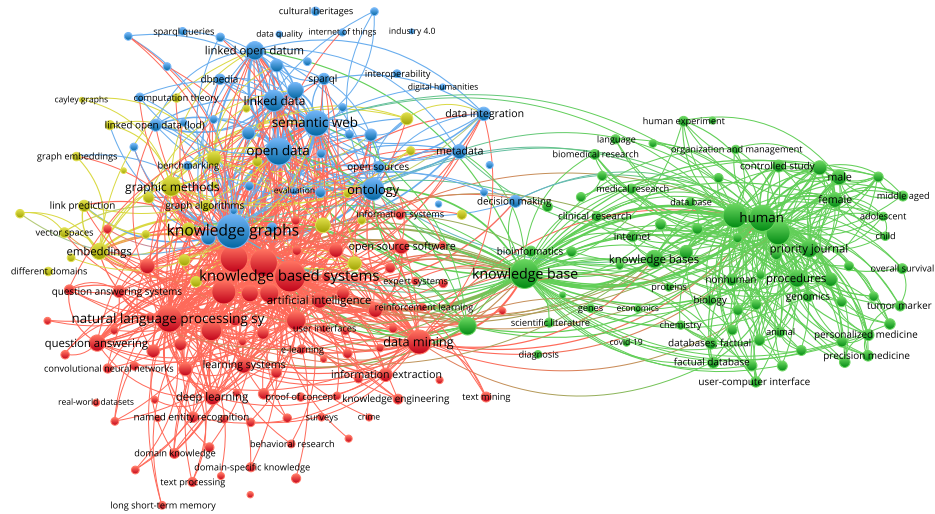 cultural heritages
sparql queries
data quality
internet of things
industry 4.0
linked open datum
dbpedia
sparql
interoperability
digital humanities
cayley graphs
computation theory
linked data
data integration
linked open data (lod)
semantic web
human experiment
language
graph embeddings
benchmarking
open data
open sources
metadata
biomedical research
organization and management
controlled study
male
graphic methods
evaluation
ontology
medical research
middle aged
link prediction
graph algorithms
information systems
decision making
data base
female
clinical research
human
adolescent
vector spaces
knowledge graphs
internet
child
embeddings
open source software
bioinformatics
knowledge bases
priority journal
different domains
knowledge based systems
expert systems
knowledge base
nonhuman
procedures
overall survival
question answering systems
artificial intelligence
proteins
biology
genomics
reinforcement learning
genes
economics
tumor marker
natural language processing sy
user interfaces
scientific literature
chemistry
animal
personalized medicine
question answering
e-learning
data mining
diagnosis
covid-19
databases, factual
precision medicine
convolutional neural networks
learning systems
information extraction
factual database
user-computer interface
real-world datasets
deep learning
proof of concept
knowledge engineering
text mining
named entity recognition
surveys
crime
domain knowledge
behavioral research
domain-specific knowledge
text processing
long short-term memory